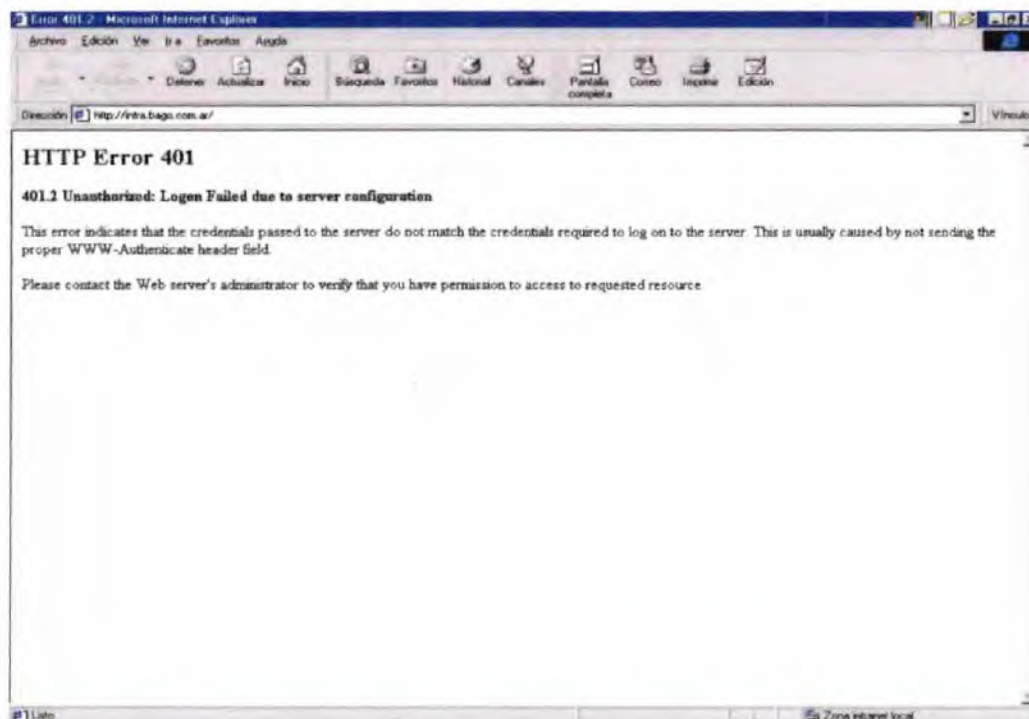 Error 401.2 - Microsoft Internet Explorer
Archivo Edición Ver Ir a Favoritos Ayuda
Detener Actualizar Inicio Búsqueda Favoritos Historial Canales Pantalla completa Correo Imprimir Edición
Dirección http://intra.bago.com.ar/ Vínculo
HTTP Error 401
401.2 Unauthorized: Logon Failed due to server configuration
This error indicates that the credentials passed to the server do not match the credentials required to log on to the server. This is usually caused by not sending the
proper WWW-Authenticate header field.
Please contact the Web server's administrator to verify that you have permission to access to requested resource.
Listo Zona intranet local